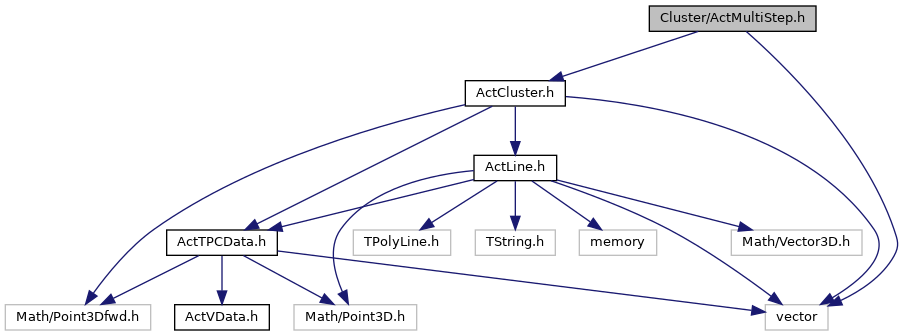 Cluster/ActMultiStep.h
ActCluster.h
ActLine.h
ActTPCData.h
TPolyLine.h
TString.h
memory
Math/Vector3D.h
Math/Point3Dfwd.h
ActVData.h
Math/Point3D.h
vector